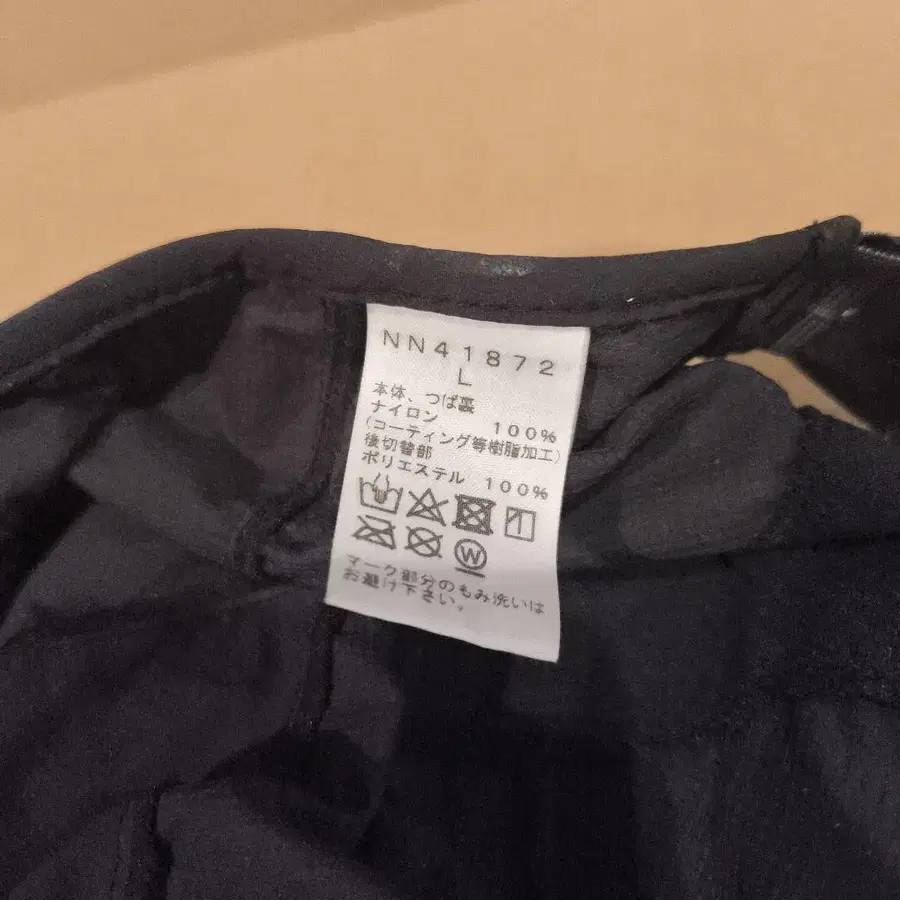 NN41872
L
本体、つば裏
ナイロン 100%
(コーティング等樹脂加工)
後切替部
ポリエステル 100%
W
マーク部分のもみ洗いは
お避け下さい。